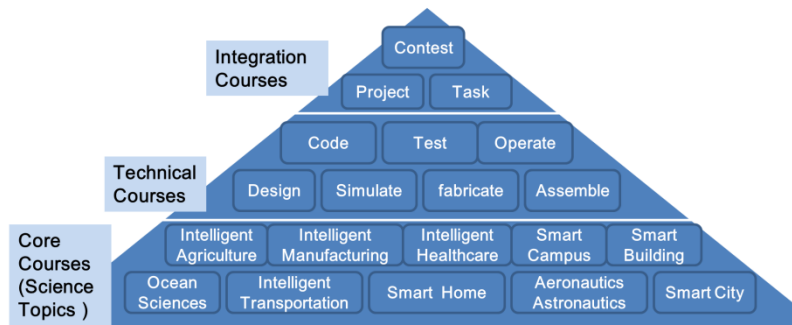 Contest
Integration
Courses
Project Task
Code Test Operate
Technical
Courses
Design Simulate fabricate Assemble
Core
Courses
(Science
Topics )
Intelligent
Agriculture
Intelligent
Manufacturing
Intelligent
Healthcare
Smart
Campus
Smart
Building
Ocean
Sciences
Intelligent
Transportation
Smart Home
Aeronautics
Astronautics
Smart City